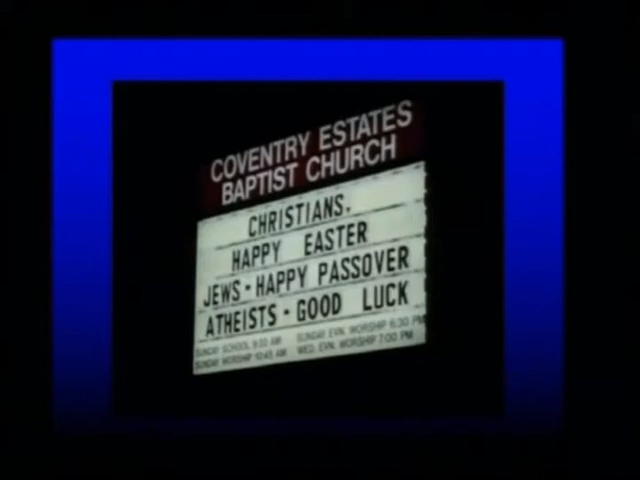 COVENTRY ESTATES
BAPTIST CHURCH
CHRISTIANS.
HAPPY EASTER
JEWS - HAPPY PASSOVER
ATHEISTS - GOOD LUCK
SUNDAY SCHOOL 9:30 AM SUNDAY EVN. WORSHIP 6:30 PM
SUNDAY WORSHIP 10:45 AM WED. EVN. WORSHIP 7:00 PM